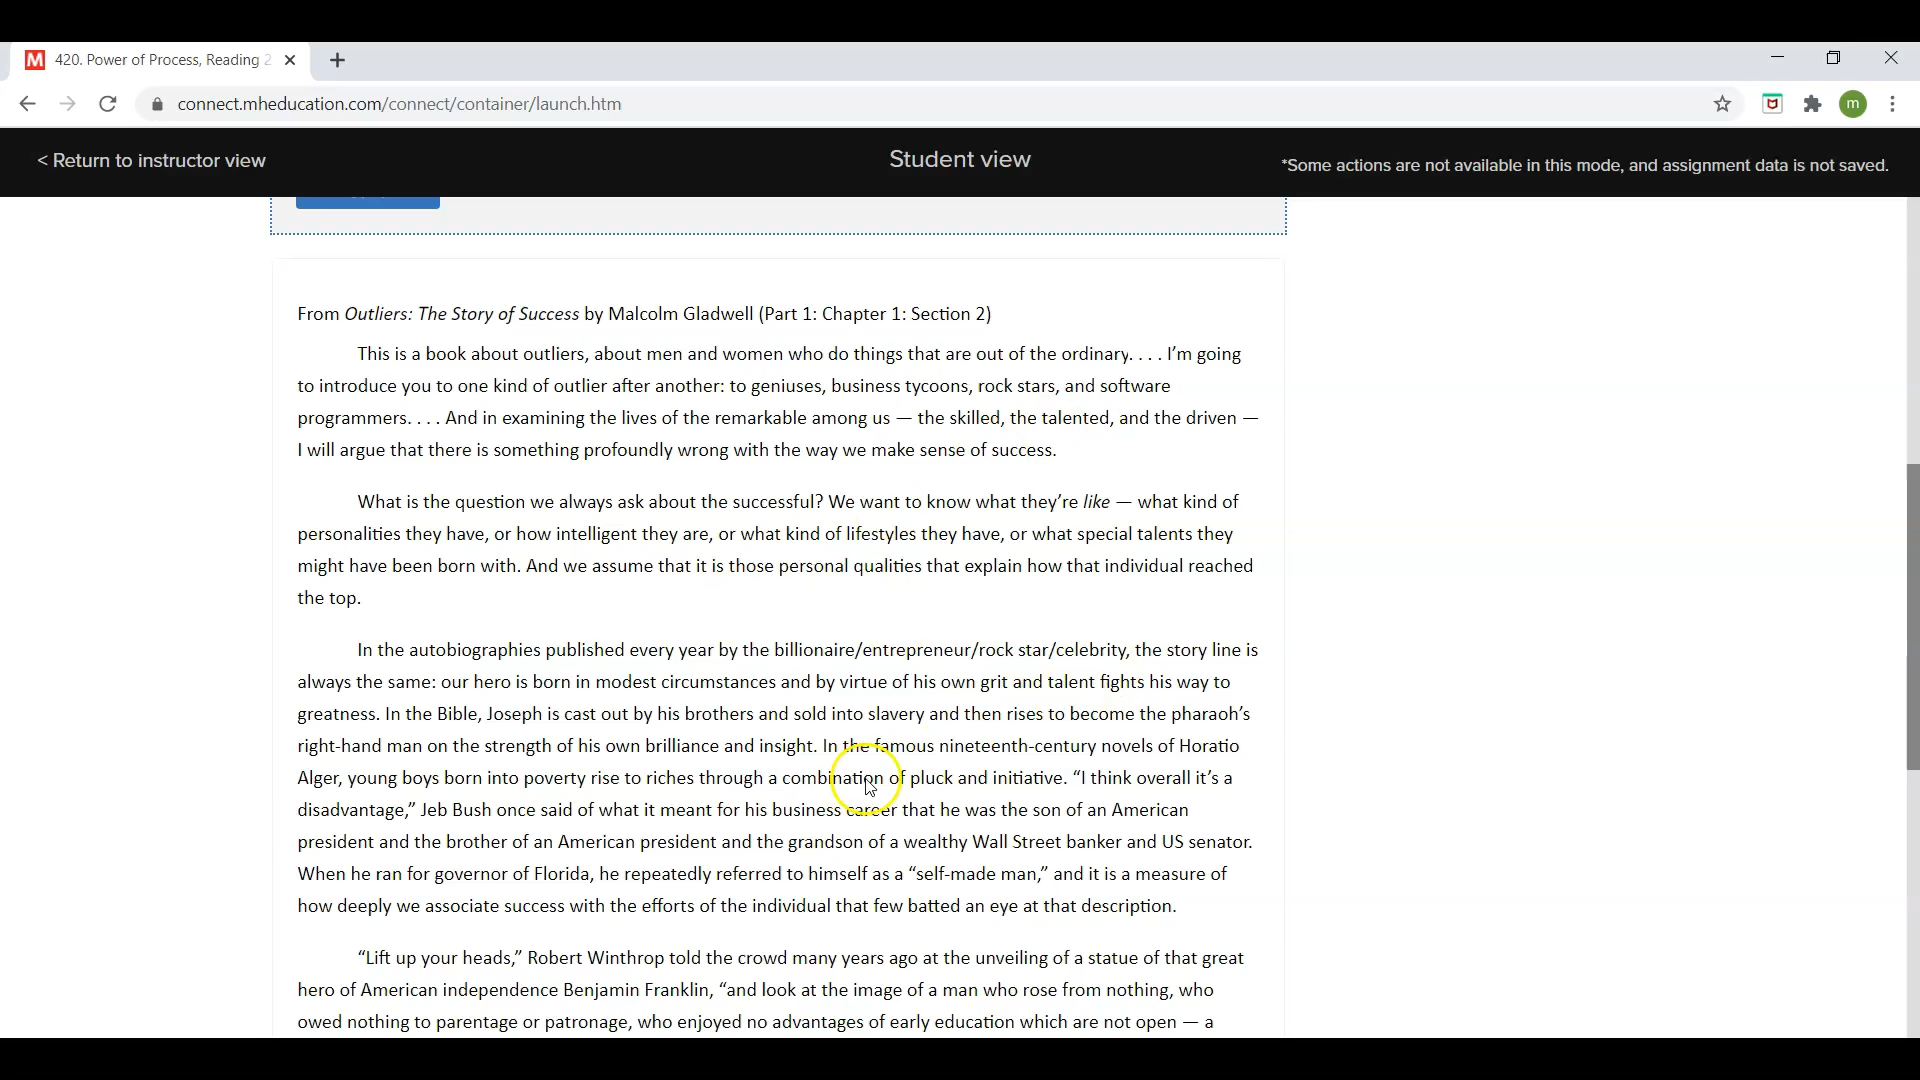 420. Power of Process, Reading 2
connect.mheducation.com/connect/container/launch.htm
m
< Return to instructor view
Student view
*Some actions are not available in this mode, and assignment data is not saved.
From Outliers: The Story of Success by Malcolm Gladwell (Part 1: Chapter 1: Section 2)
This is a book about outliers, about men and women who do things that are out of the ordinary. . . . I’m going
to introduce you to one kind of outlier after another: to geniuses, business tycoons, rock stars, and software
programmers. . . . And in examining the lives of the remarkable among us — the skilled, the talented, and the driven —
I will argue that there is something profoundly wrong with the way we make sense of success.
What is the question we always ask about the successful? We want to know what they’re like — what kind of
personalities they have, or how intelligent they are, or what kind of lifestyles they have, or what special talents they
might have been born with. And we assume that it is those personal qualities that explain how that individual reached
the top.
In the autobiographies published every year by the billionaire/entrepreneur/rock star/celebrity, the story line is
always the same: our hero is born in modest circumstances and by virtue of his own grit and talent fights his way to
greatness. In the Bible, Joseph is cast out by his brothers and sold into slavery and then rises to become the pharaoh’s
right-hand man on the strength of his own brilliance and insight. In the famous nineteenth-century novels of Horatio
Alger, young boys born into poverty rise to riches through a combination of pluck and initiative. “I think overall it’s a
disadvantage,” Jeb Bush once said of what it meant for his business career that he was the son of an American
president and the brother of an American president and the grandson of a wealthy Wall Street banker and US senator.
When he ran for governor of Florida, he repeatedly referred to himself as a “self-made man,” and it is a measure of
how deeply we associate success with the efforts of the individual that few batted an eye at that description.
“Lift up your heads,” Robert Winthrop told the crowd many years ago at the unveiling of a statue of that great
hero of American independence Benjamin Franklin, “and look at the image of a man who rose from nothing, who
owed nothing to parentage or patronage, who enjoyed no advantages of early education which are not open — a